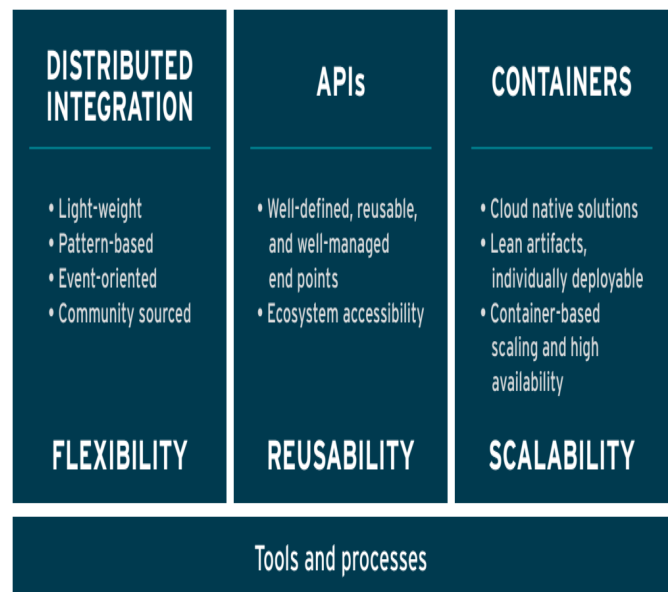 DISTRIBUTED
INTEGRATION
• Light-weight
• Pattern-based
• Event-oriented
• Community sourced
FLEXIBILITY
APIs
• Well-defined, reusable,
and well-managed
end points
• Ecosystem accessibility
REUSABILITY
CONTAINERS
• Cloud native solutions
• Lean artifacts,
individually deployable
• Container-based
scaling and high
availability
SCALABILITY
Tools and processes